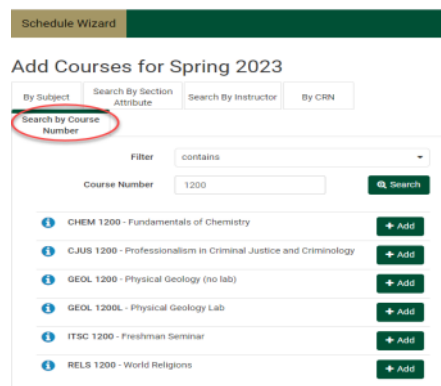 Schedule Wizard
Add Courses for Spring 2023
By Subject
Search By Section
Attribute
Search By Instructor
By CRN
Search by Course
Number
Filter contains
Course Number 1200 Search
CHEM 1200 - Fundamentals of Chemistry + Add
CJUS 1200 - Professionalism in Criminal Justice and Criminology + Add
GEOL 1200 - Physical Geology (no lab) + Add
GEOL 1200L - Physical Geology Lab + Add
ITSC 1200 - Freshman Seminar + Add
RELS 1200 - World Religions + Add